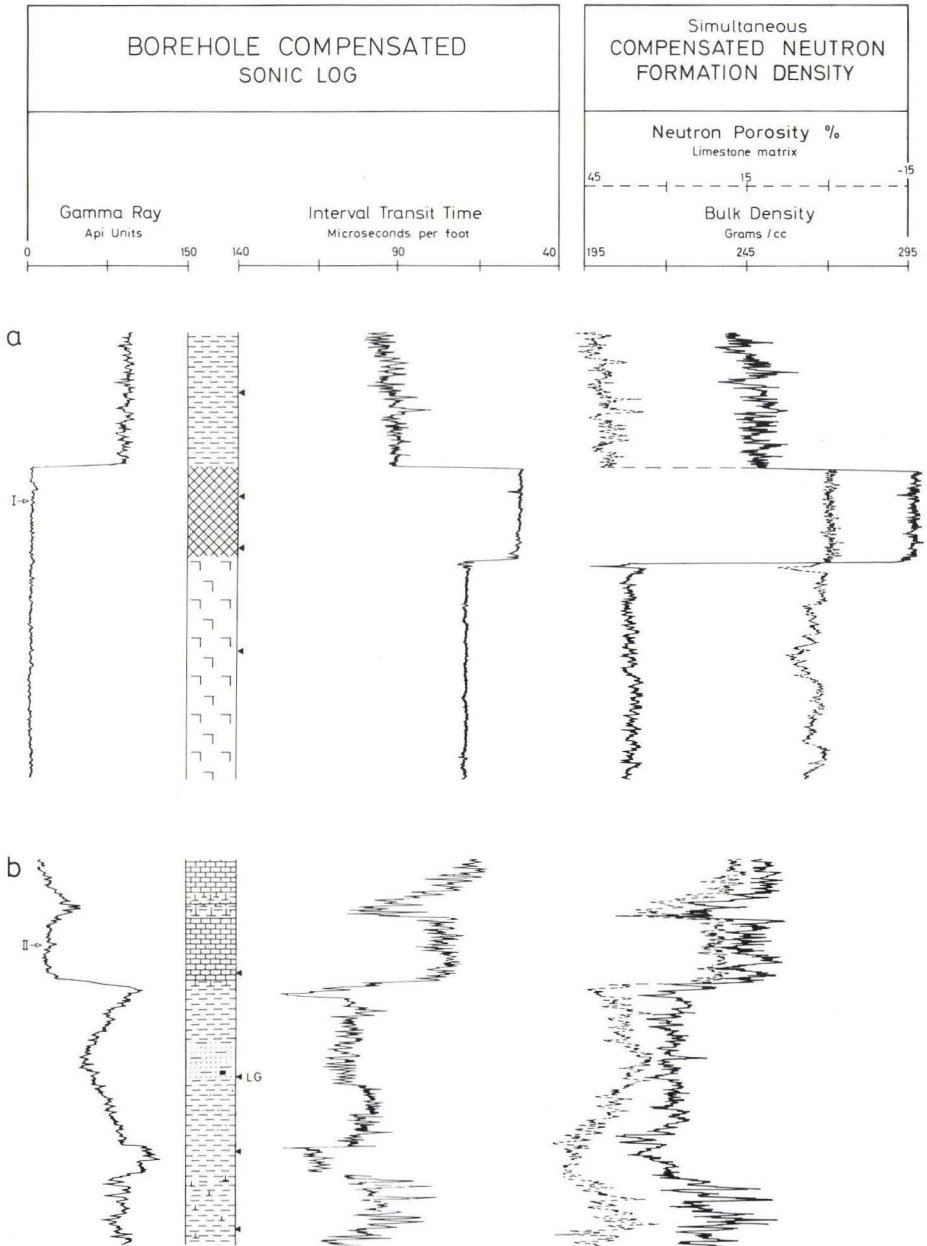 BOREHOLE COMPENSATED
SONIC LOG
Gamma Ray
Api Units
0 150
Interval Transit Time
Microseconds per foot
140 90 40
Simultaneous
COMPENSATED NEUTRON
FORMATION DENSITY
Neutron Porosity %
Limestone matrix
45 15 -15
Bulk Density
Grams /cc
195 245 295
a
I
b
II
LG